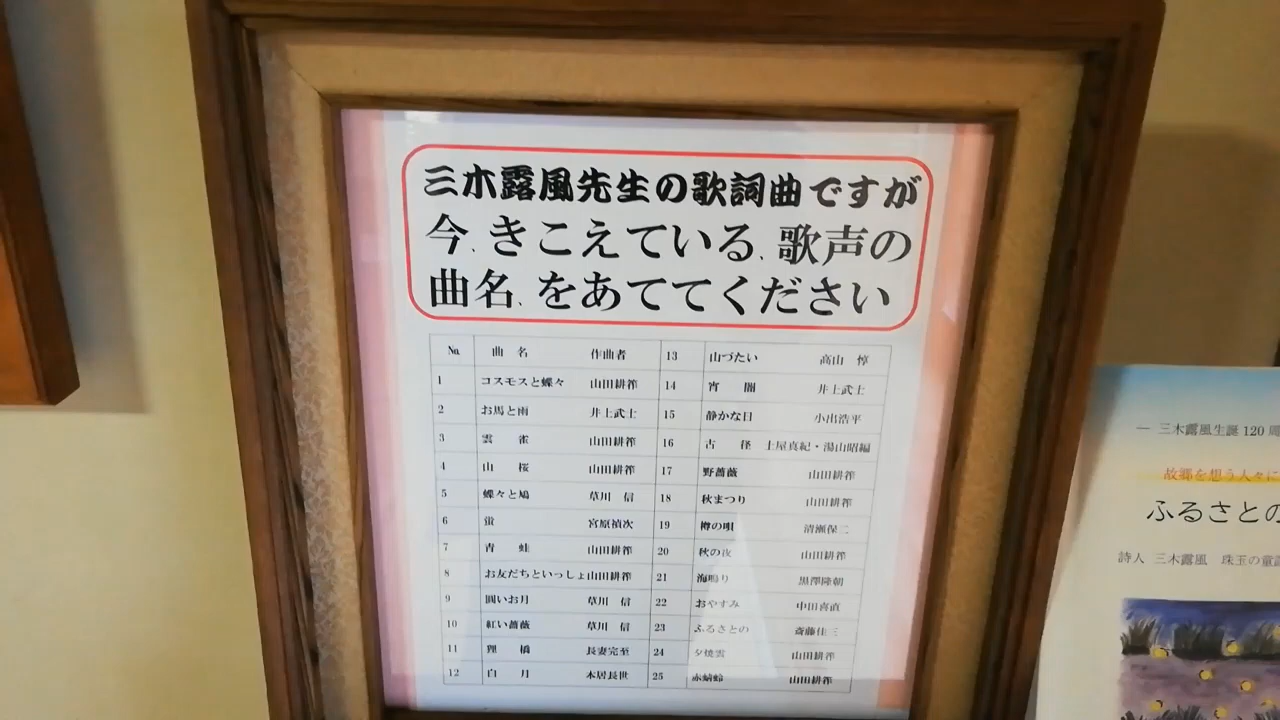 三木露風先生の歌詞曲ですが
今、きこえている、歌声の
曲名、をあててください
No. 曲名 作曲者
1 コスモスと蝶々 山田耕筰
2 お馬と雨 井上武士
3 雲雀 山田耕筰
4 山桜 山田耕筰
5 蝶々と鳩 草川信
6 蛍 宮原禎次
7 青蛙 山田耕筰
8 お友だちといっしょ 山田耕筰
9 圓いお月 草川信
10 紅い薔薇 草川信
11 狸橋 長妻完至
12 白月 本居長世
13 山づたい 高山惇
14 宵闇 井上武士
15 静かな日 小出浩平
16 古径 土屋真紀・湯山昭編
17 野薔薇 山田耕筰
18 秋まつり 山田耕筰
19 樽の唄 清瀬保二
20 秋の夜 山田耕筰
21 海鳴り 黒澤隆朝
22 おやすみ 中田喜直
23 ふるさとの 斎藤佳三
24 夕焼雲 山田耕筰
25 赤蜻蛉 山田耕筰
― 三木露風生誕120周
故郷を想う人々に
ふるさとの
詩人 三木露風 珠玉の童謡